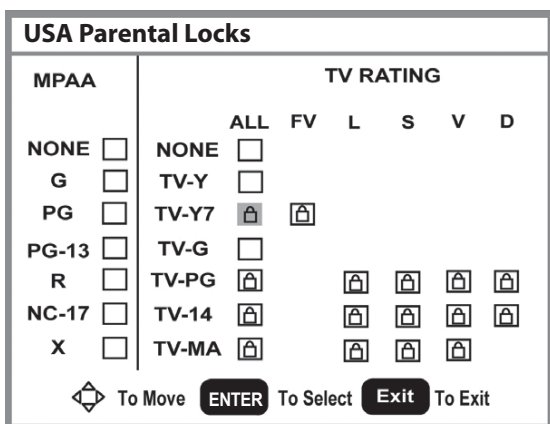 USA Parental Locks
MPAA
TV RATING
ALL FV L S V D
NONE NONE
G TV-Y
PG TV-Y7
PG-13 TV-G
R TV-PG
NC-17 TV-14
X TV-MA
To Move ENTER To Select Exit To Exit